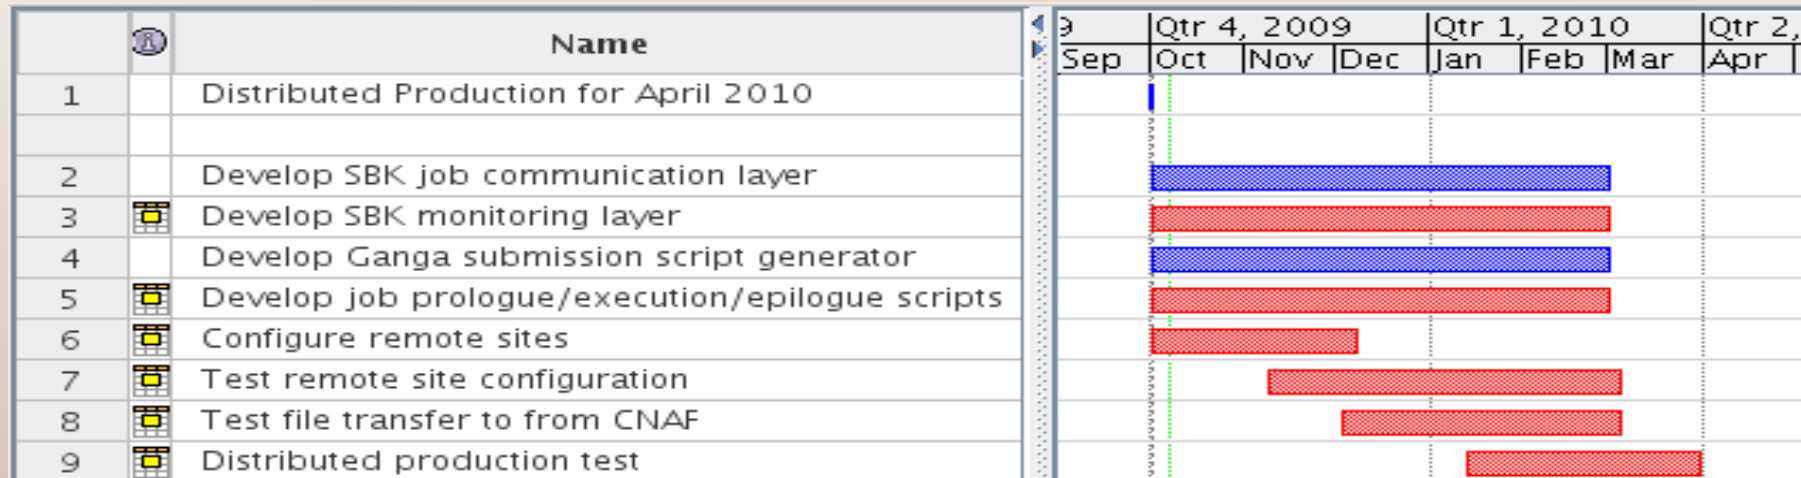 Name
9 Qtr 4, 2009 Qtr 1, 2010 Qtr 2,
Sep Oct Nov Dec Jan Feb Mar Apr
1 Distributed Production for April 2010
2 Develop SBK job communication layer
3 Develop SBK monitoring layer
4 Develop Ganga submission script generator
5 Develop job prologue/execution/epilogue scripts
6 Configure remote sites
7 Test remote site configuration
8 Test file transfer to from CNAF
9 Distributed production test